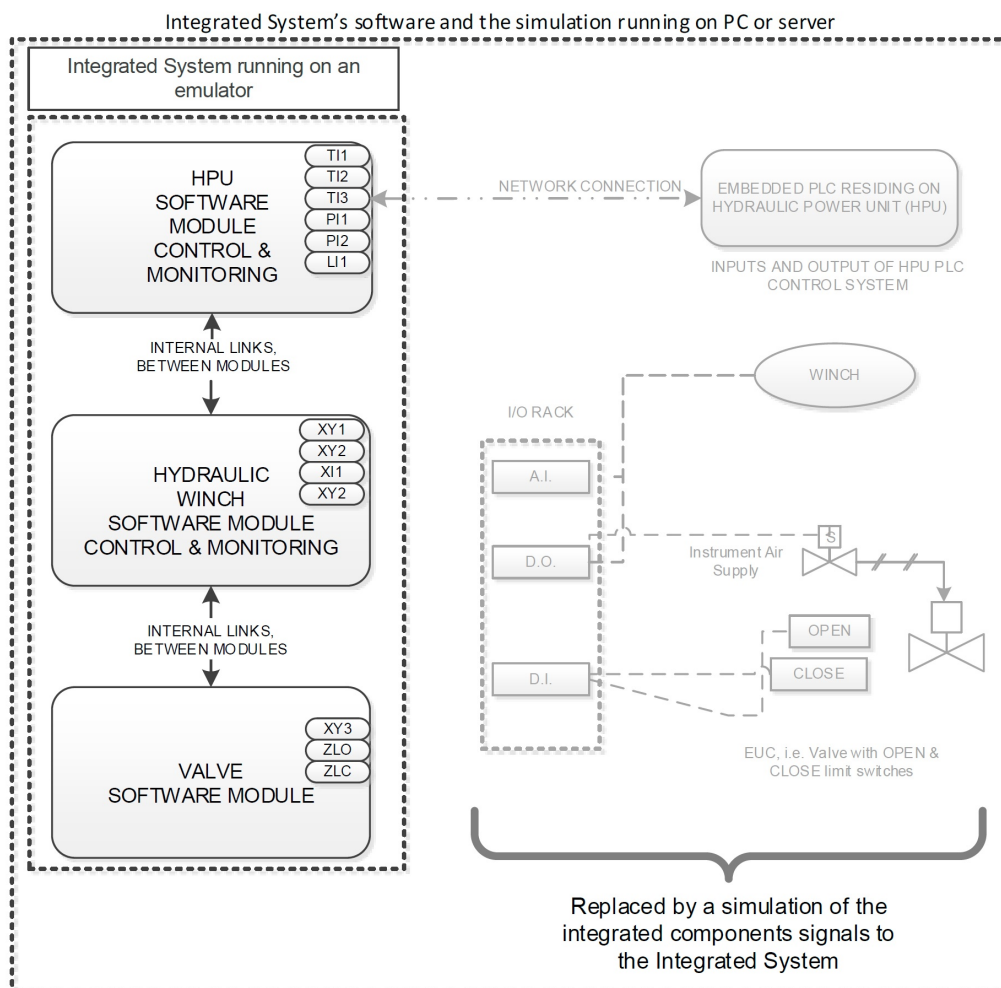 Integrated System's software and the simulation running on PC or server
Integrated System running on an
emulator
HPU
SOFTWARE
MODULE
CONTROL &
MONITORING
TI1
TI2
TI3
PI1
PI2
LI1
NETWORK CONNECTION
EMBEDDED PLC RESIDING ON
HYDRAULIC POWER UNIT (HPU)
INPUTS AND OUTPUT OF HPU PLC
CONTROL SYSTEM
INTERNAL LINKS,
BETWEEN MODULES
WINCH
I/O RACK
HYDRAULIC
WINCH
SOFTWARE MODULE
CONTROL & MONITORING
XY1
XY2
XI1
XY2
A.I.
D.O.
Instrument Air
Supply
S
INTERNAL LINKS,
BETWEEN MODULES
D.I.
OPEN
CLOSE
VALVE
SOFTWARE MODULE
XY3
ZLO
ZLC
EUC, i.e. Valve with OPEN &
CLOSE limit switches
Replaced by a simulation of the
integrated components signals to
the Integrated System